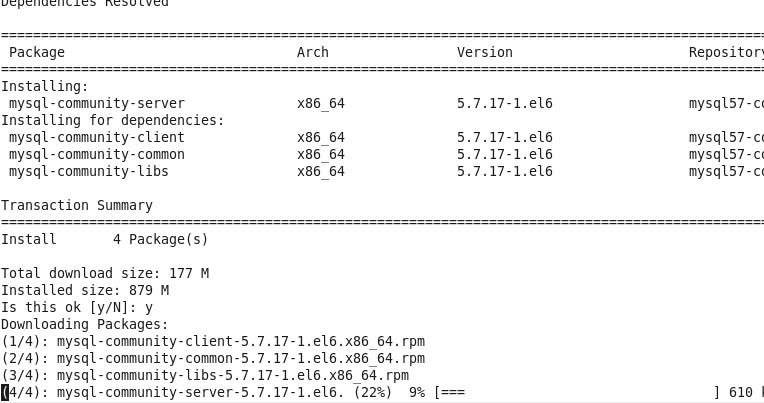 Dependencies Resolved
================================================================================================
 Package                             Arch                Version                      Repository
================================================================================================
Installing:
 mysql-community-server              x86_64              5.7.17-1.el6                 mysql57-co
Installing for dependencies:
 mysql-community-client              x86_64              5.7.17-1.el6                 mysql57-co
 mysql-community-common              x86_64              5.7.17-1.el6                 mysql57-co
 mysql-community-libs                x86_64              5.7.17-1.el6                 mysql57-co
Transaction Summary
================================================================================================
Install       4 Package(s)
Total download size: 177 M
Installed size: 879 M
Is this ok [y/N]: y
Downloading Packages:
(1/4): mysql-community-client-5.7.17-1.el6.x86_64.rpm
(2/4): mysql-community-common-5.7.17-1.el6.x86_64.rpm
(3/4): mysql-community-libs-5.7.17-1.el6.x86_64.rpm
(4/4): mysql-community-server-5.7.17-1.el6. (22%)  9% [===                               ] 610 k